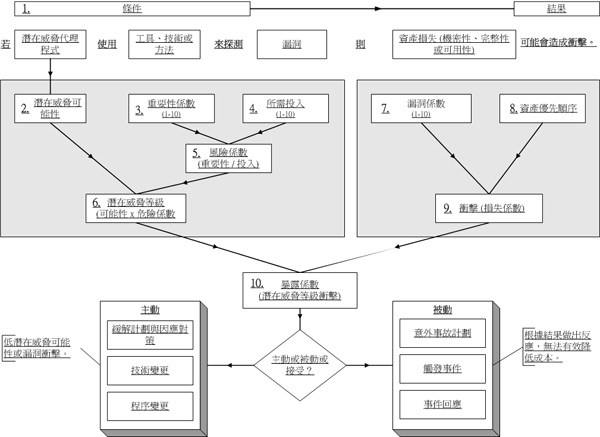 1. 條件
結果
若
潛在威脅代理
程式
使用
工具、技術或
方法
來探測
漏洞
則
資產損失(機密性、完整性
或可用性)
可能會造成衝擊。
2. 潛在威脅可
能性
3. 重要性係數
(1-10)
4. 所需投入
(1-10)
7. 漏洞係數
(1-10)
8. 資產優先順序
5. 風險係數
(重要性 / 投入)
6. 潛在威脅等級
(可能性 x 危險係數
9. 衝擊 (損失係數)
10. 暴露係數
(潛在威脅等級衝擊)
主動
緩解計劃與因應對
策
技術變更
程序變更
低潛在威脅可能
性或漏洞衝擊。
主動或被動或
接受？
被動
意外事故計劃
觸發事件
事件回應
根據結果做出反
應，無法有效降
低成本。